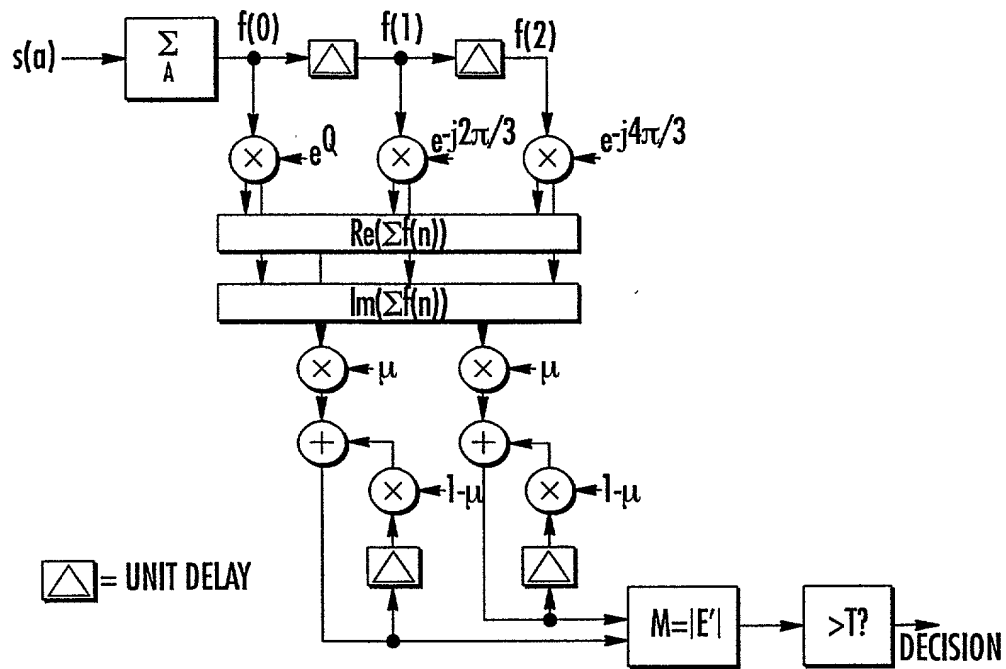 s(a)
Σ
A
f(0)
f(1)
f(2)
× e^Q
× e^-j2π/3
× e^-j4π/3
Re(Σf(n))
Im(Σf(n))
× μ
× μ
+
+
× 1-μ
× 1-μ
△ = UNIT DELAY
M=|E'|
>T?
DECISION